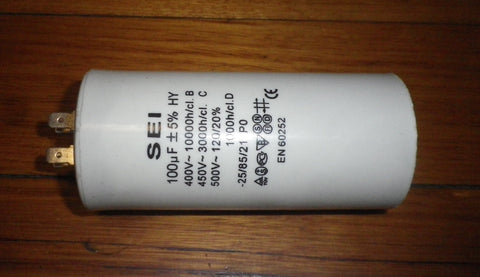 SEI
100µF ± 5% HY
400V~ 10000h/cl. B
450V~ 3000h/cl. C
500V~ 120/20%
1000h/cl.D
-25/85/21 P0
EN 60252